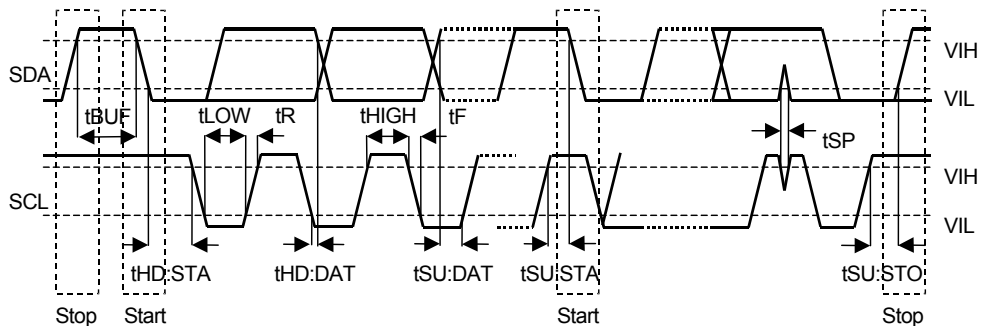 VIH
SDA
VIL
tBUF tLOW tR tHIGH tF
tSP
VIH
SCL
VIL
tHD:STA tHD:DAT tSU:DAT tSU:STA tSU:STO
Stop Start Start Stop